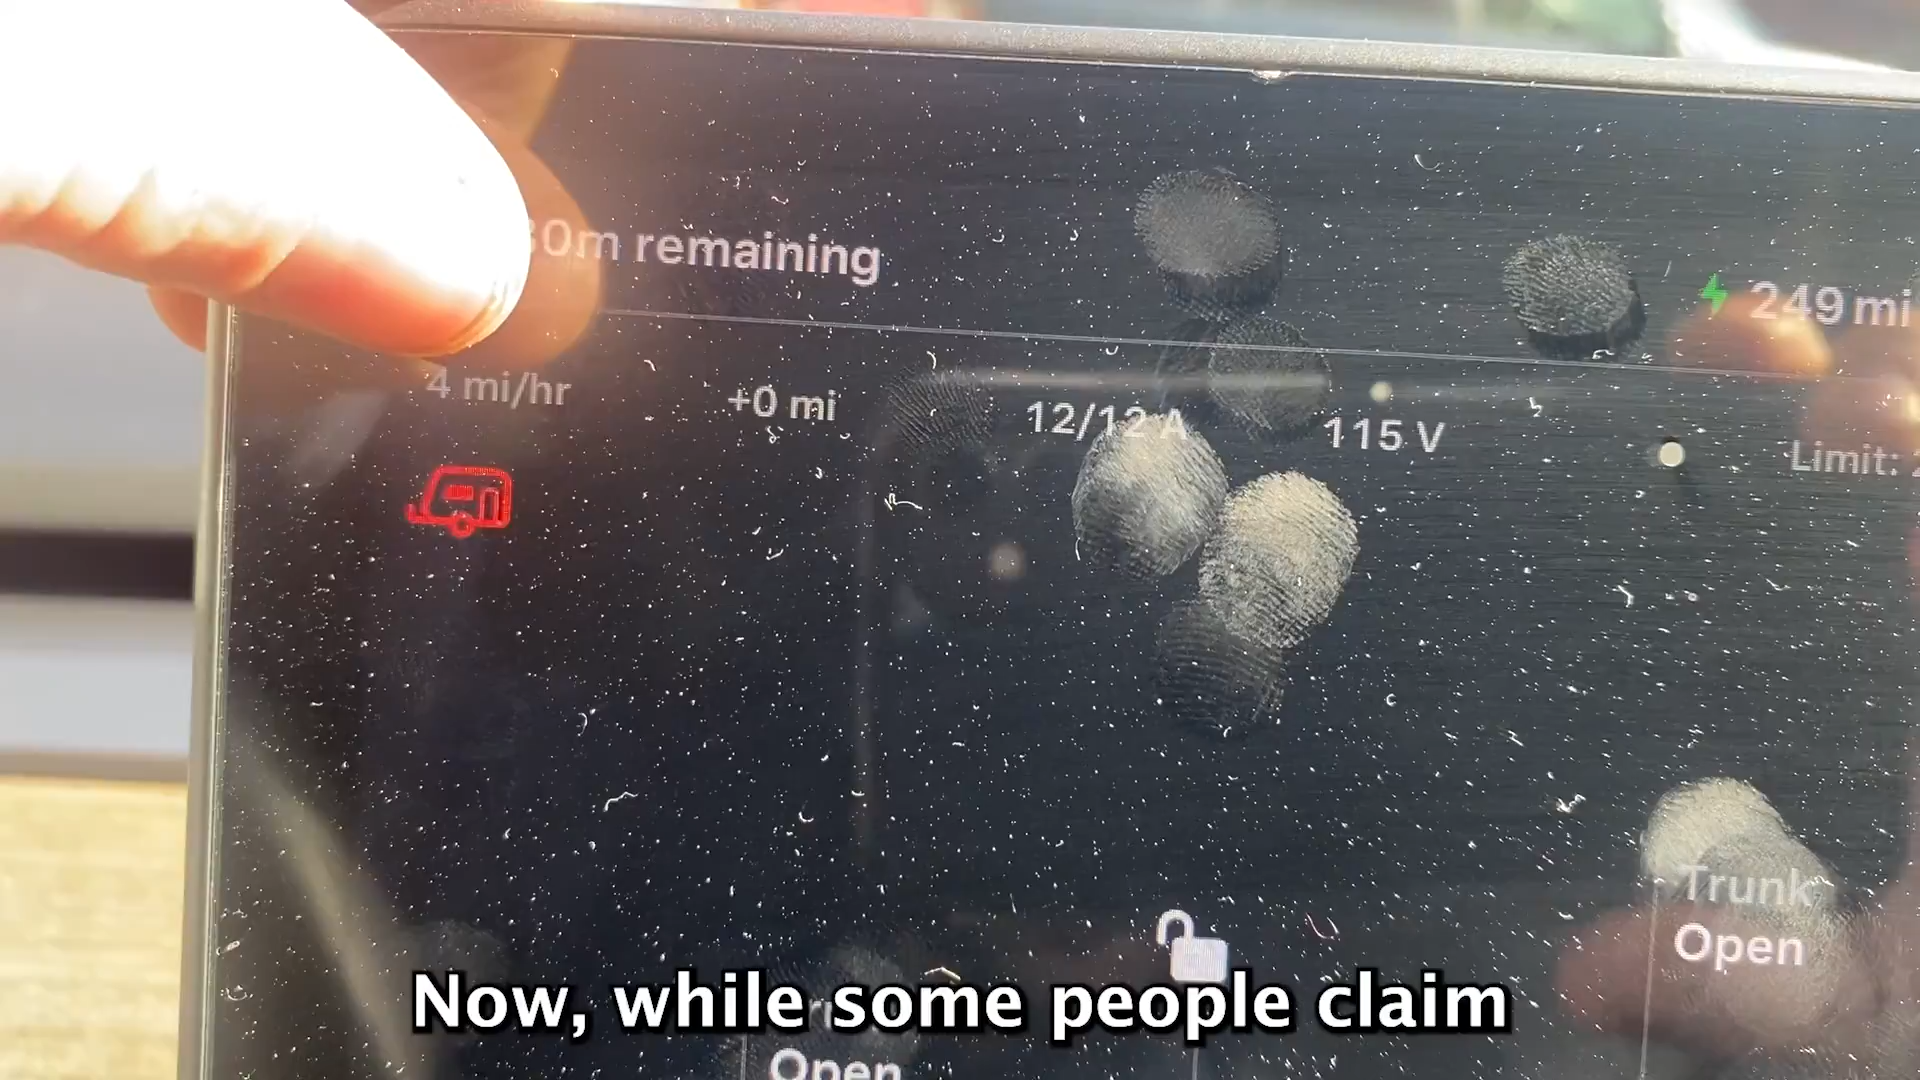 30m remaining
249 mi
4 mi/hr
+0 mi
12/12 A
115 V
Limit:
Trunk
Open
Open
Now, while some people claim